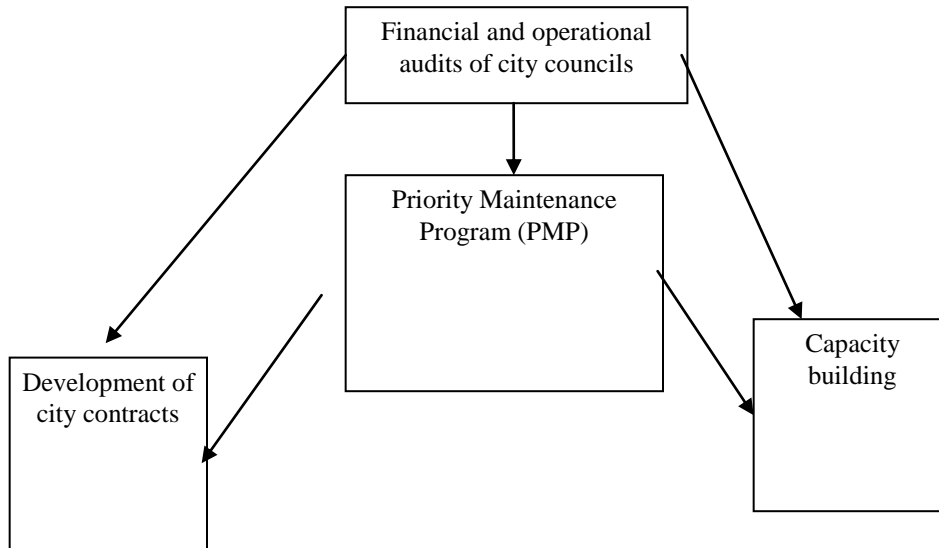 Financial and operational
audits of city councils
Priority Maintenance
Program (PMP)
Development of
city contracts
Capacity
building